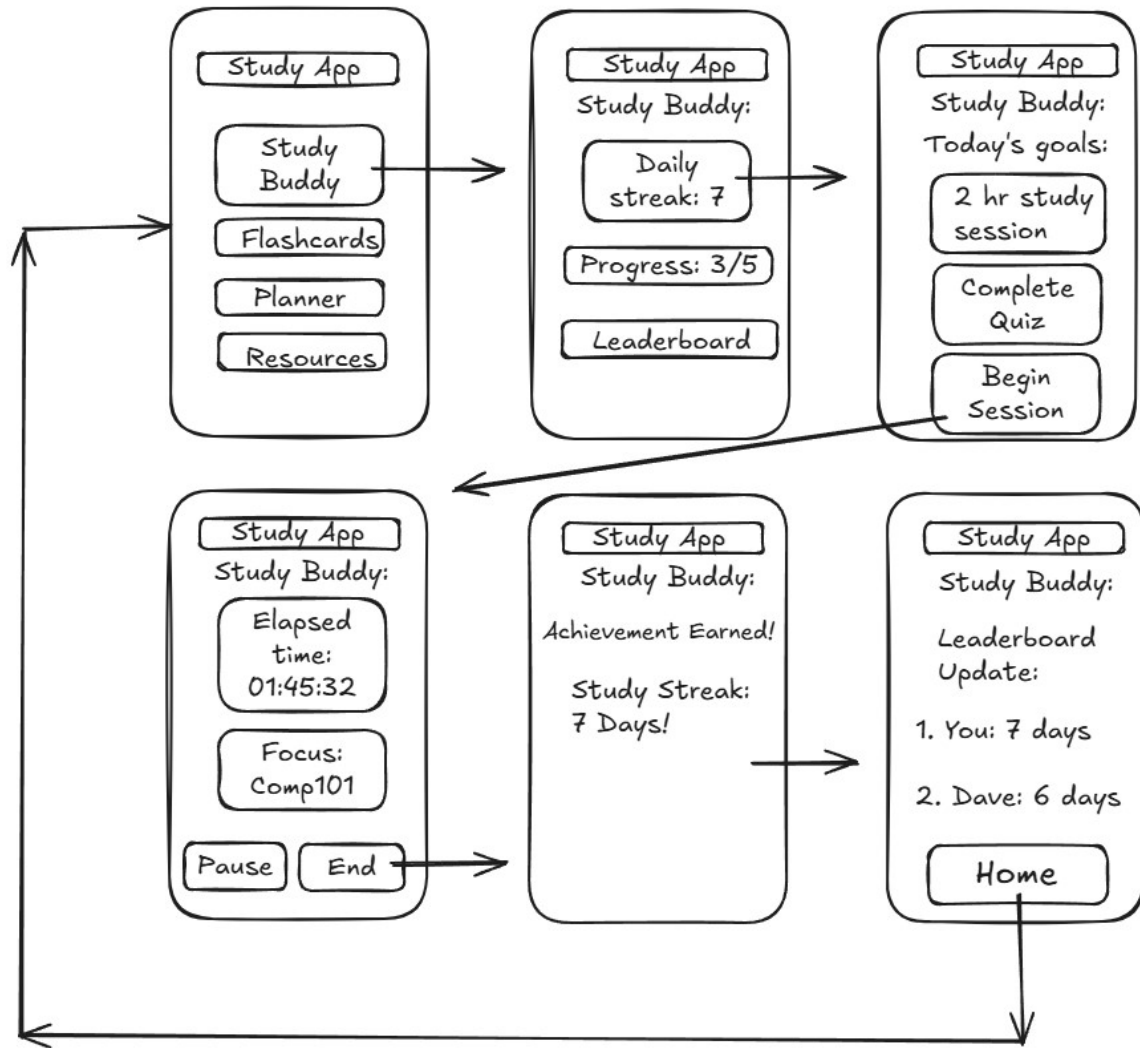 Study App
Study
Buddy
Flashcards
Planner
Resources
Study App
Study Buddy:
Daily
streak: 7
Progress: 3/5
Leaderboard
Study App
Study Buddy:
Today's goals:
2 hr study
session
Complete
Quiz
Begin
Session
Study App
Study Buddy:
Elapsed
time:
01:45:32
Focus:
Comp101
Pause
End
Study App
Study Buddy:
Achievement Earned!
Study Streak:
7 Days!
Study App
Study Buddy:
Leaderboard
Update:
1. You: 7 days
2. Dave: 6 days
Home